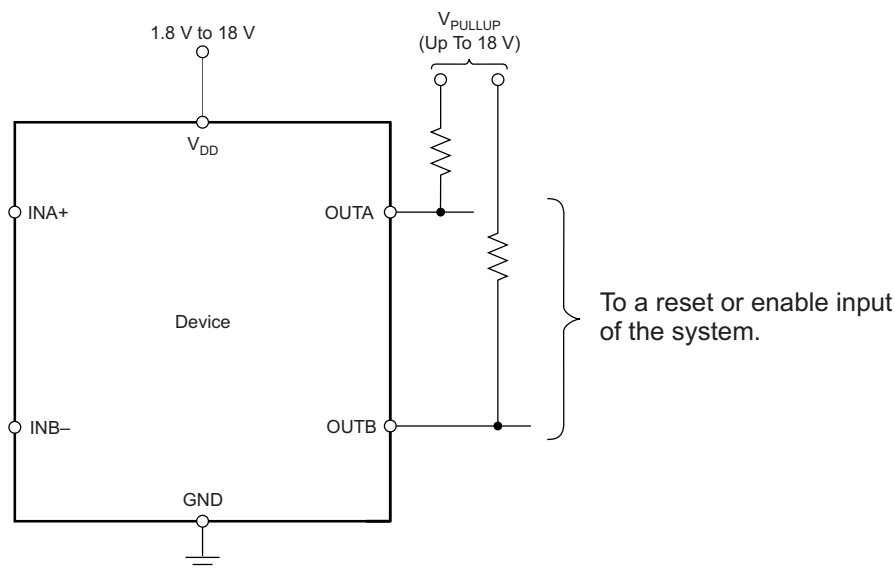 1.8 V to 18 V
VPULLUP
(Up To 18 V)
VDD
INA+
OUTA
Device
To a reset or enable input
of the system.
INB–
OUTB
GND